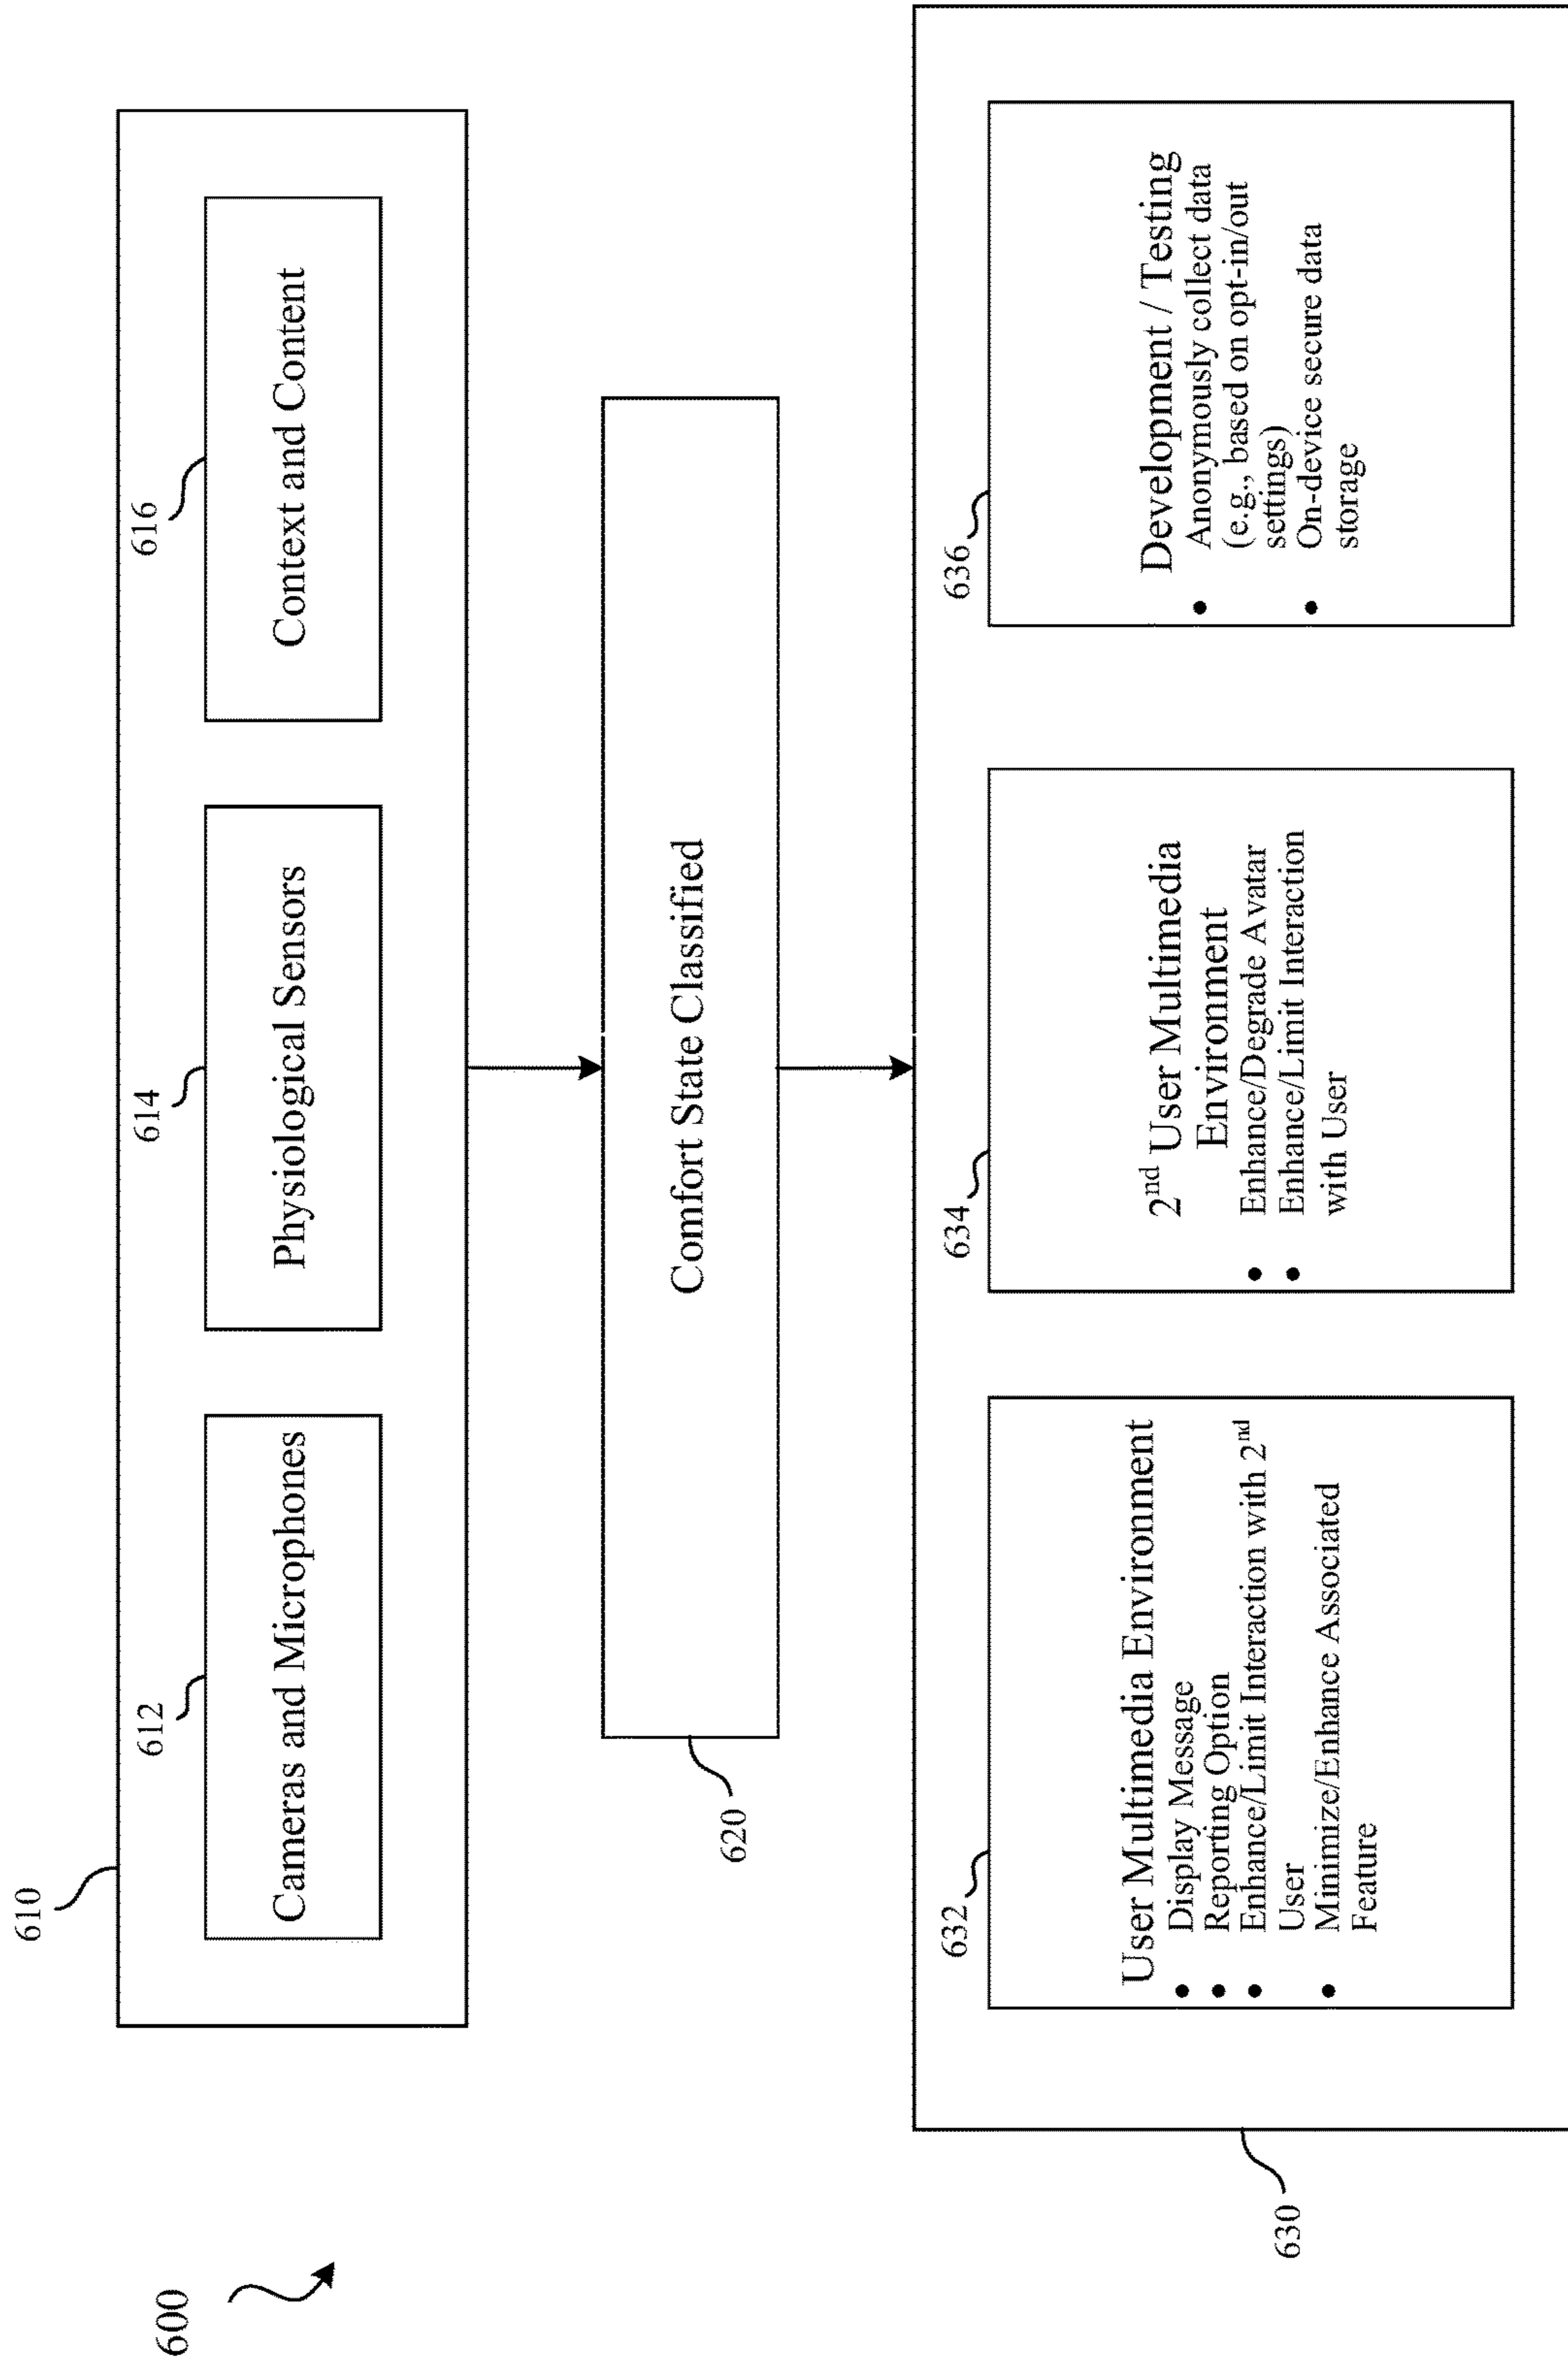 600
610
612
Cameras and Microphones
614
Physiological Sensors
616
Context and Content
620
Comfort State Classified
630
632
User Multimedia Environment
• Display Message
• Reporting Option
• Enhance/Limit Interaction with 2nd
User
• Minimize/Enhance Associated
Feature
634
2nd User Multimedia
Environment
• Enhance/Degrade Avatar
• Enhance/Limit Interaction
with User
636
Development / Testing
• Anonymously collect data
(e.g., based on opt-in/out
settings)
• On-device secure data
storage